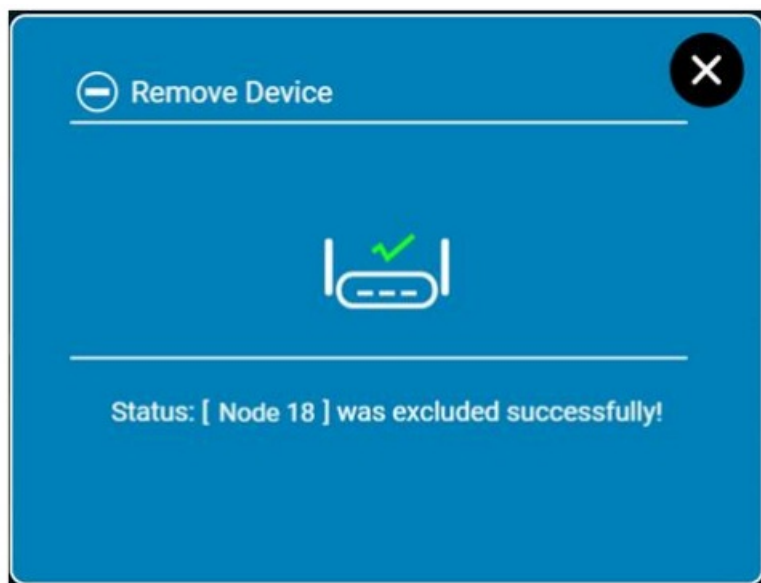 Remove Device
Status: [ Node 18 ] was excluded successfully!